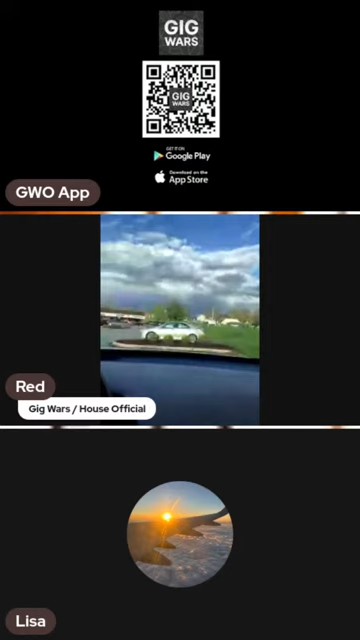 GIG
WARS
GIG
WARS
GET IT ON
Google Play
Download on the
App Store
GWO App
Red
Gig Wars / House Official
Lisa